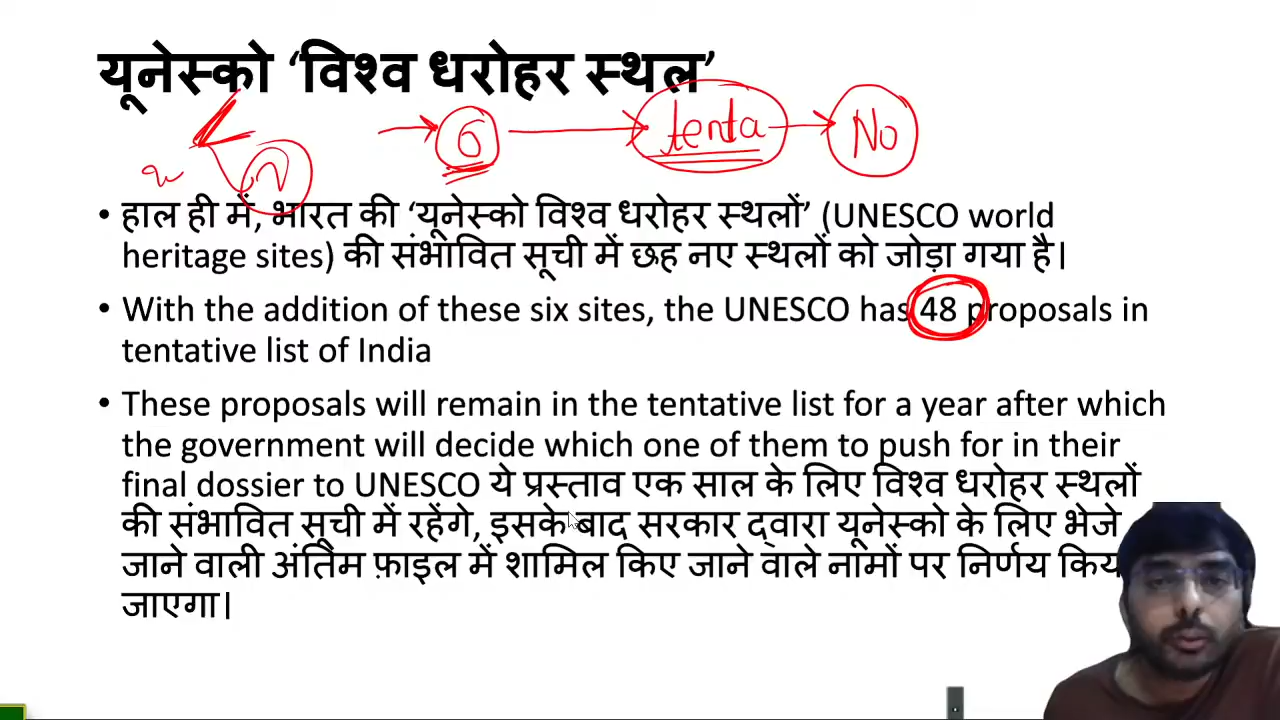 यूनेस्को ‘विश्व धरोहर स्थल’
6 tenta No
• हाल ही में, भारत की ‘यूनेस्को विश्व धरोहर स्थलों’ (UNESCO world
heritage sites) की संभावित सूची में छह नए स्थलों को जोड़ा गया है।
• With the addition of these six sites, the UNESCO has 48 proposals in
tentative list of India
• These proposals will remain in the tentative list for a year after which
the government will decide which one of them to push for in their
final dossier to UNESCO ये प्रस्ताव एक साल के लिए विश्व धरोहर स्थलों
की संभावित सूची में रहेंगे, इसके बाद सरकार द्वारा यूनेस्को के लिए भेजे
जाने वाली अंतिम फ़ाइल में शामिल किए जाने वाले नामों पर निर्णय
जाएगा।